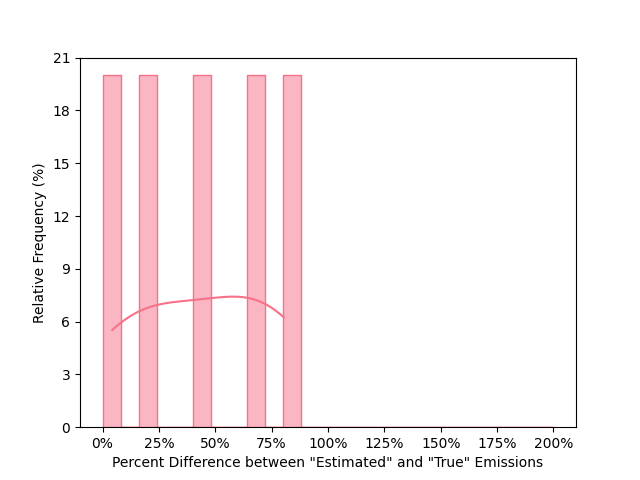 21
18
15
12
9
6
3
0
Relative Frequency (%)
0% 25% 50% 75% 100% 125% 150% 175% 200%
Percent Difference between "Estimated" and "True" Emissions